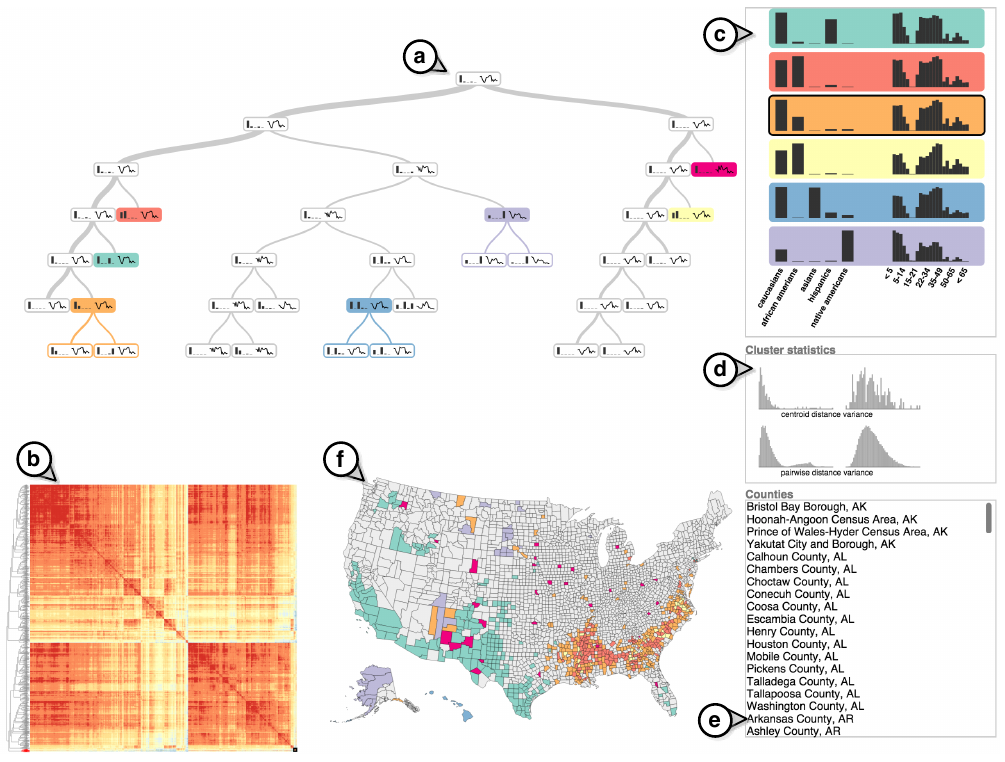 a
c
caucasians
african amerians
asians
hispanics
native americans
< 5
5-14
15-21
22-34
35-49
50-65
< 65
Cluster statistics
d
centroid distance variance
pairwise distance variance
b
f
Counties
Bristol Bay Borough, AK
Hoonah-Angoon Census Area, AK
Prince of Wales-Hyder Census Area, AK
Yakutat City and Borough, AK
Calhoun County, AL
Chambers County, AL
Choctaw County, AL
Conecuh County, AL
Coosa County, AL
Escambia County, AL
Henry County, AL
Houston County, AL
Mobile County, AL
Pickens County, AL
Talladega County, AL
Tallapoosa County, AL
Washington County, AL
e
Arkansas County, AR
Ashley County, AR